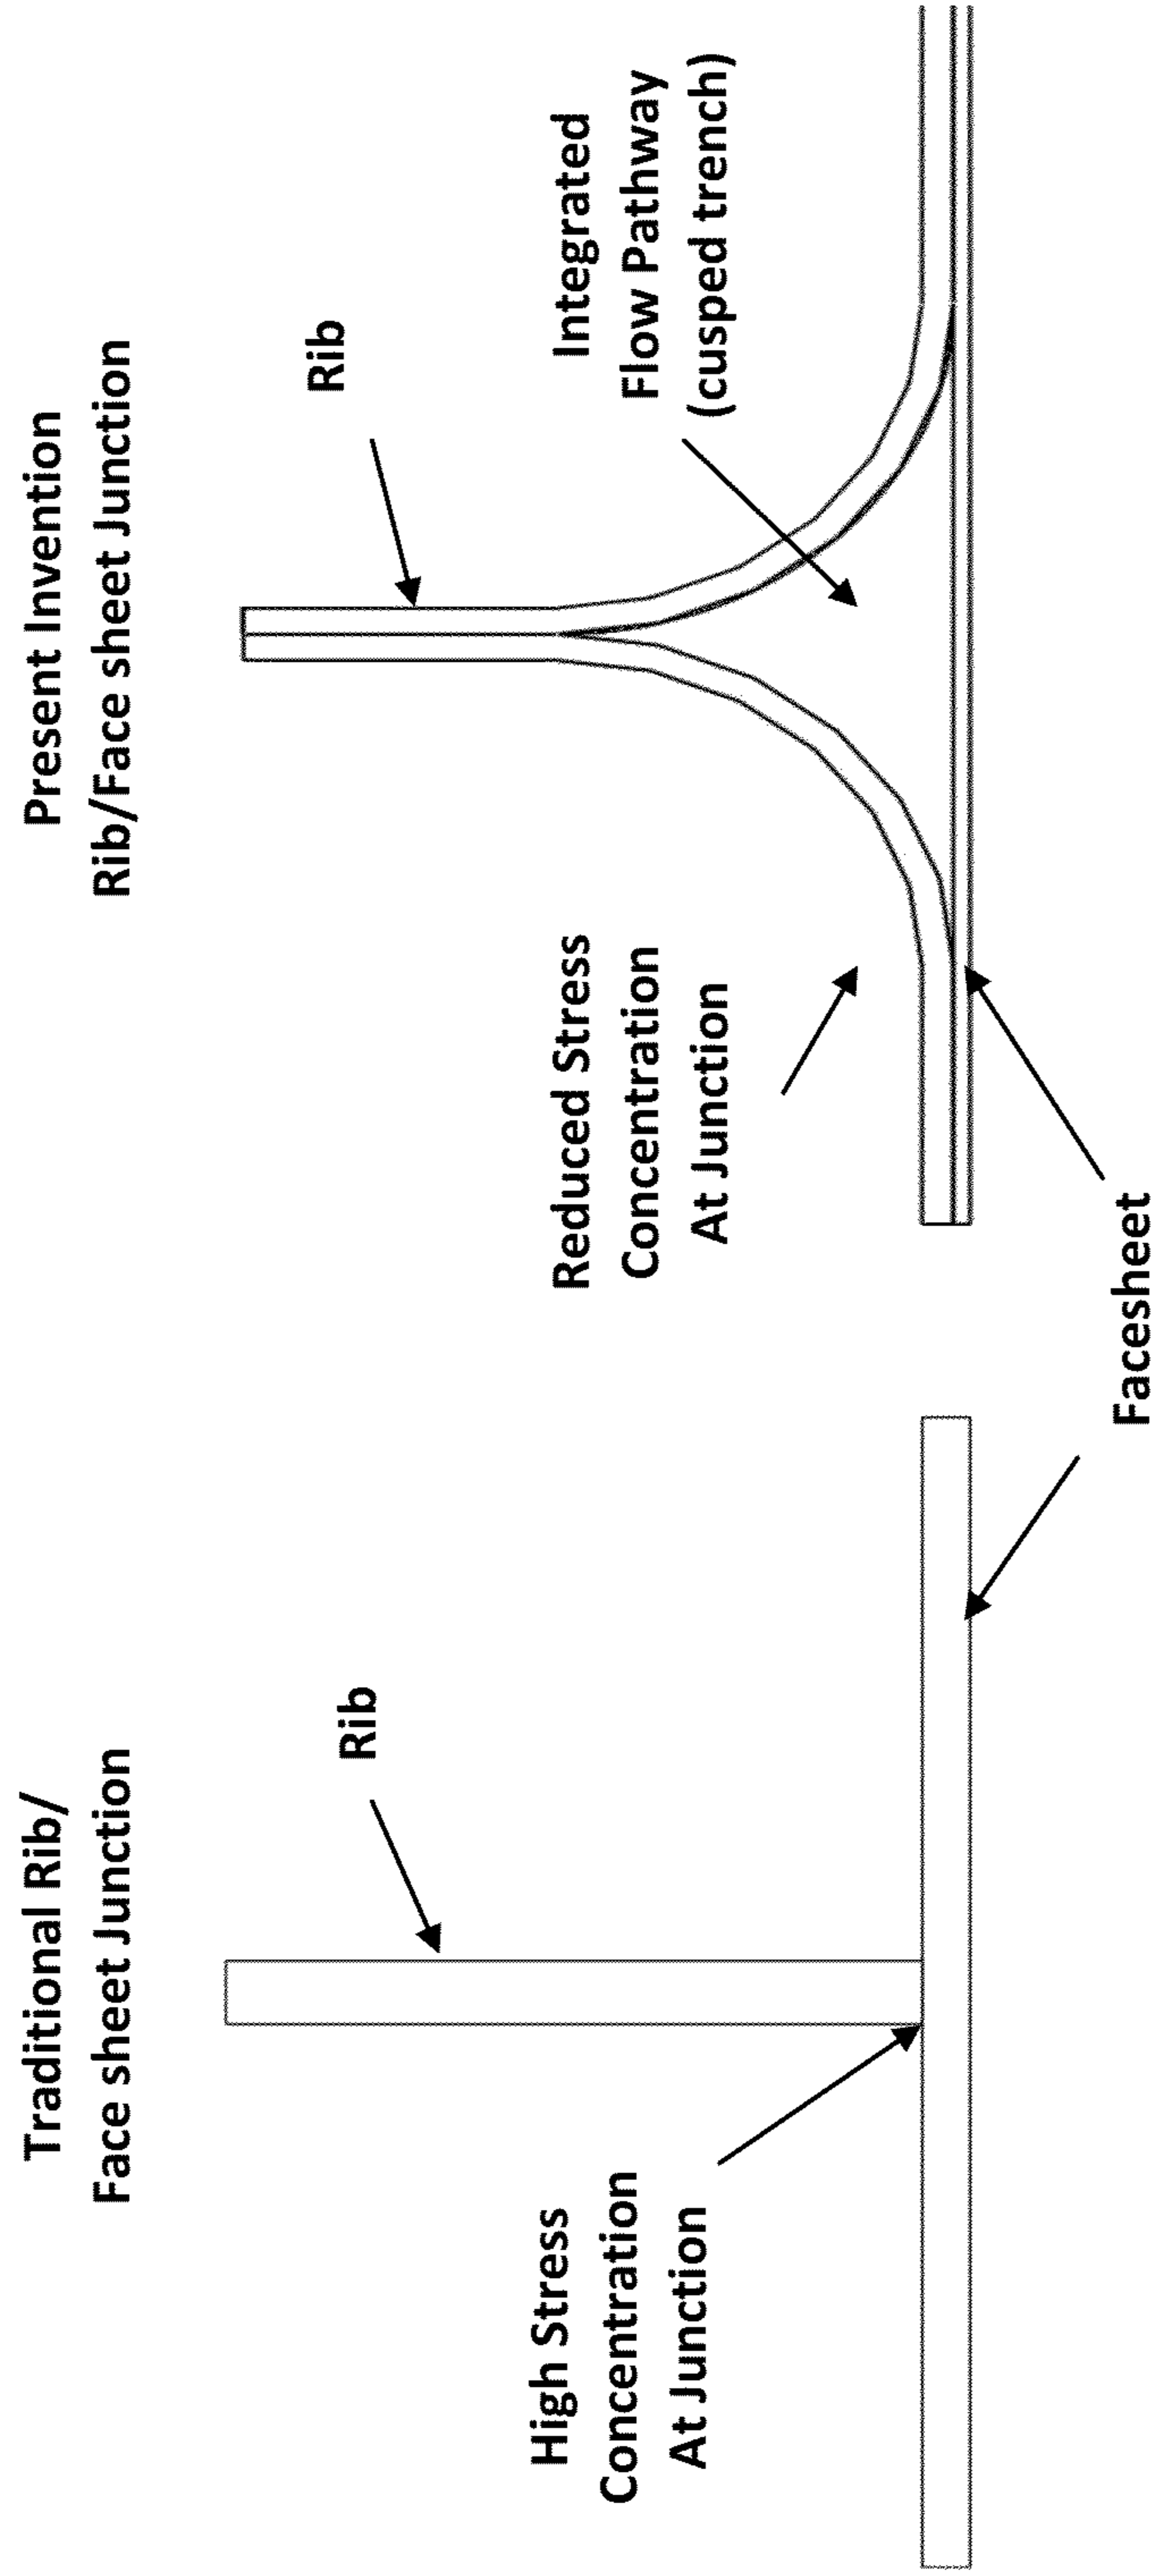 Traditional Rib/
Face sheet Junction
Rib
High Stress
Concentration
At Junction
Facesheet
Present Invention
Rib/Face sheet Junction
Rib
Integrated
Flow Pathway
(cusped trench)
Reduced Stress
Concentration
At Junction